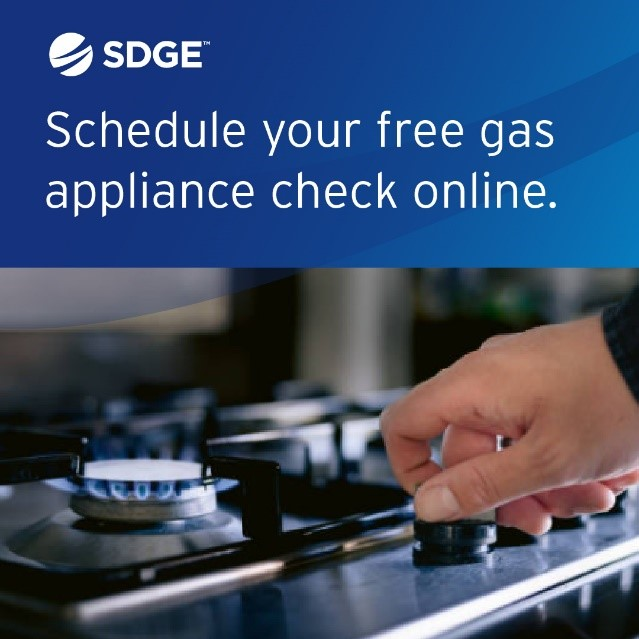 SDGE™
Schedule your free gas
appliance check online.